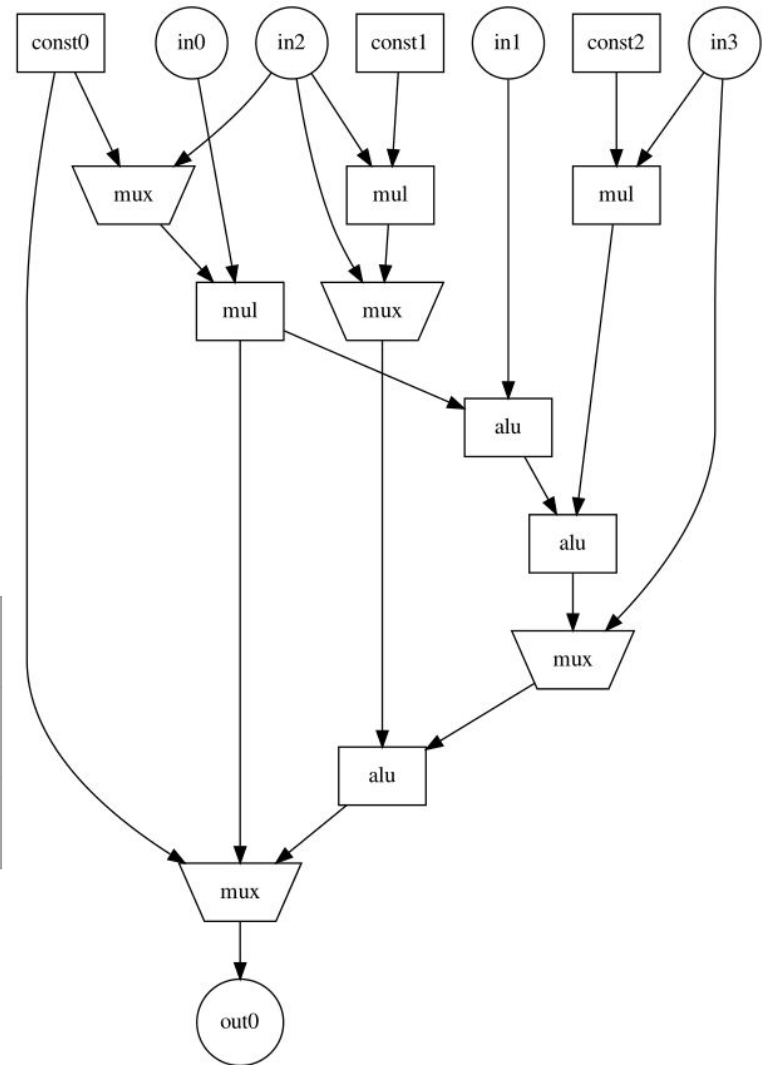 const0
in0
in2
const1
in1
const2
in3
mux
mul
mul
mul
mux
alu
alu
mux
alu
mux
out0